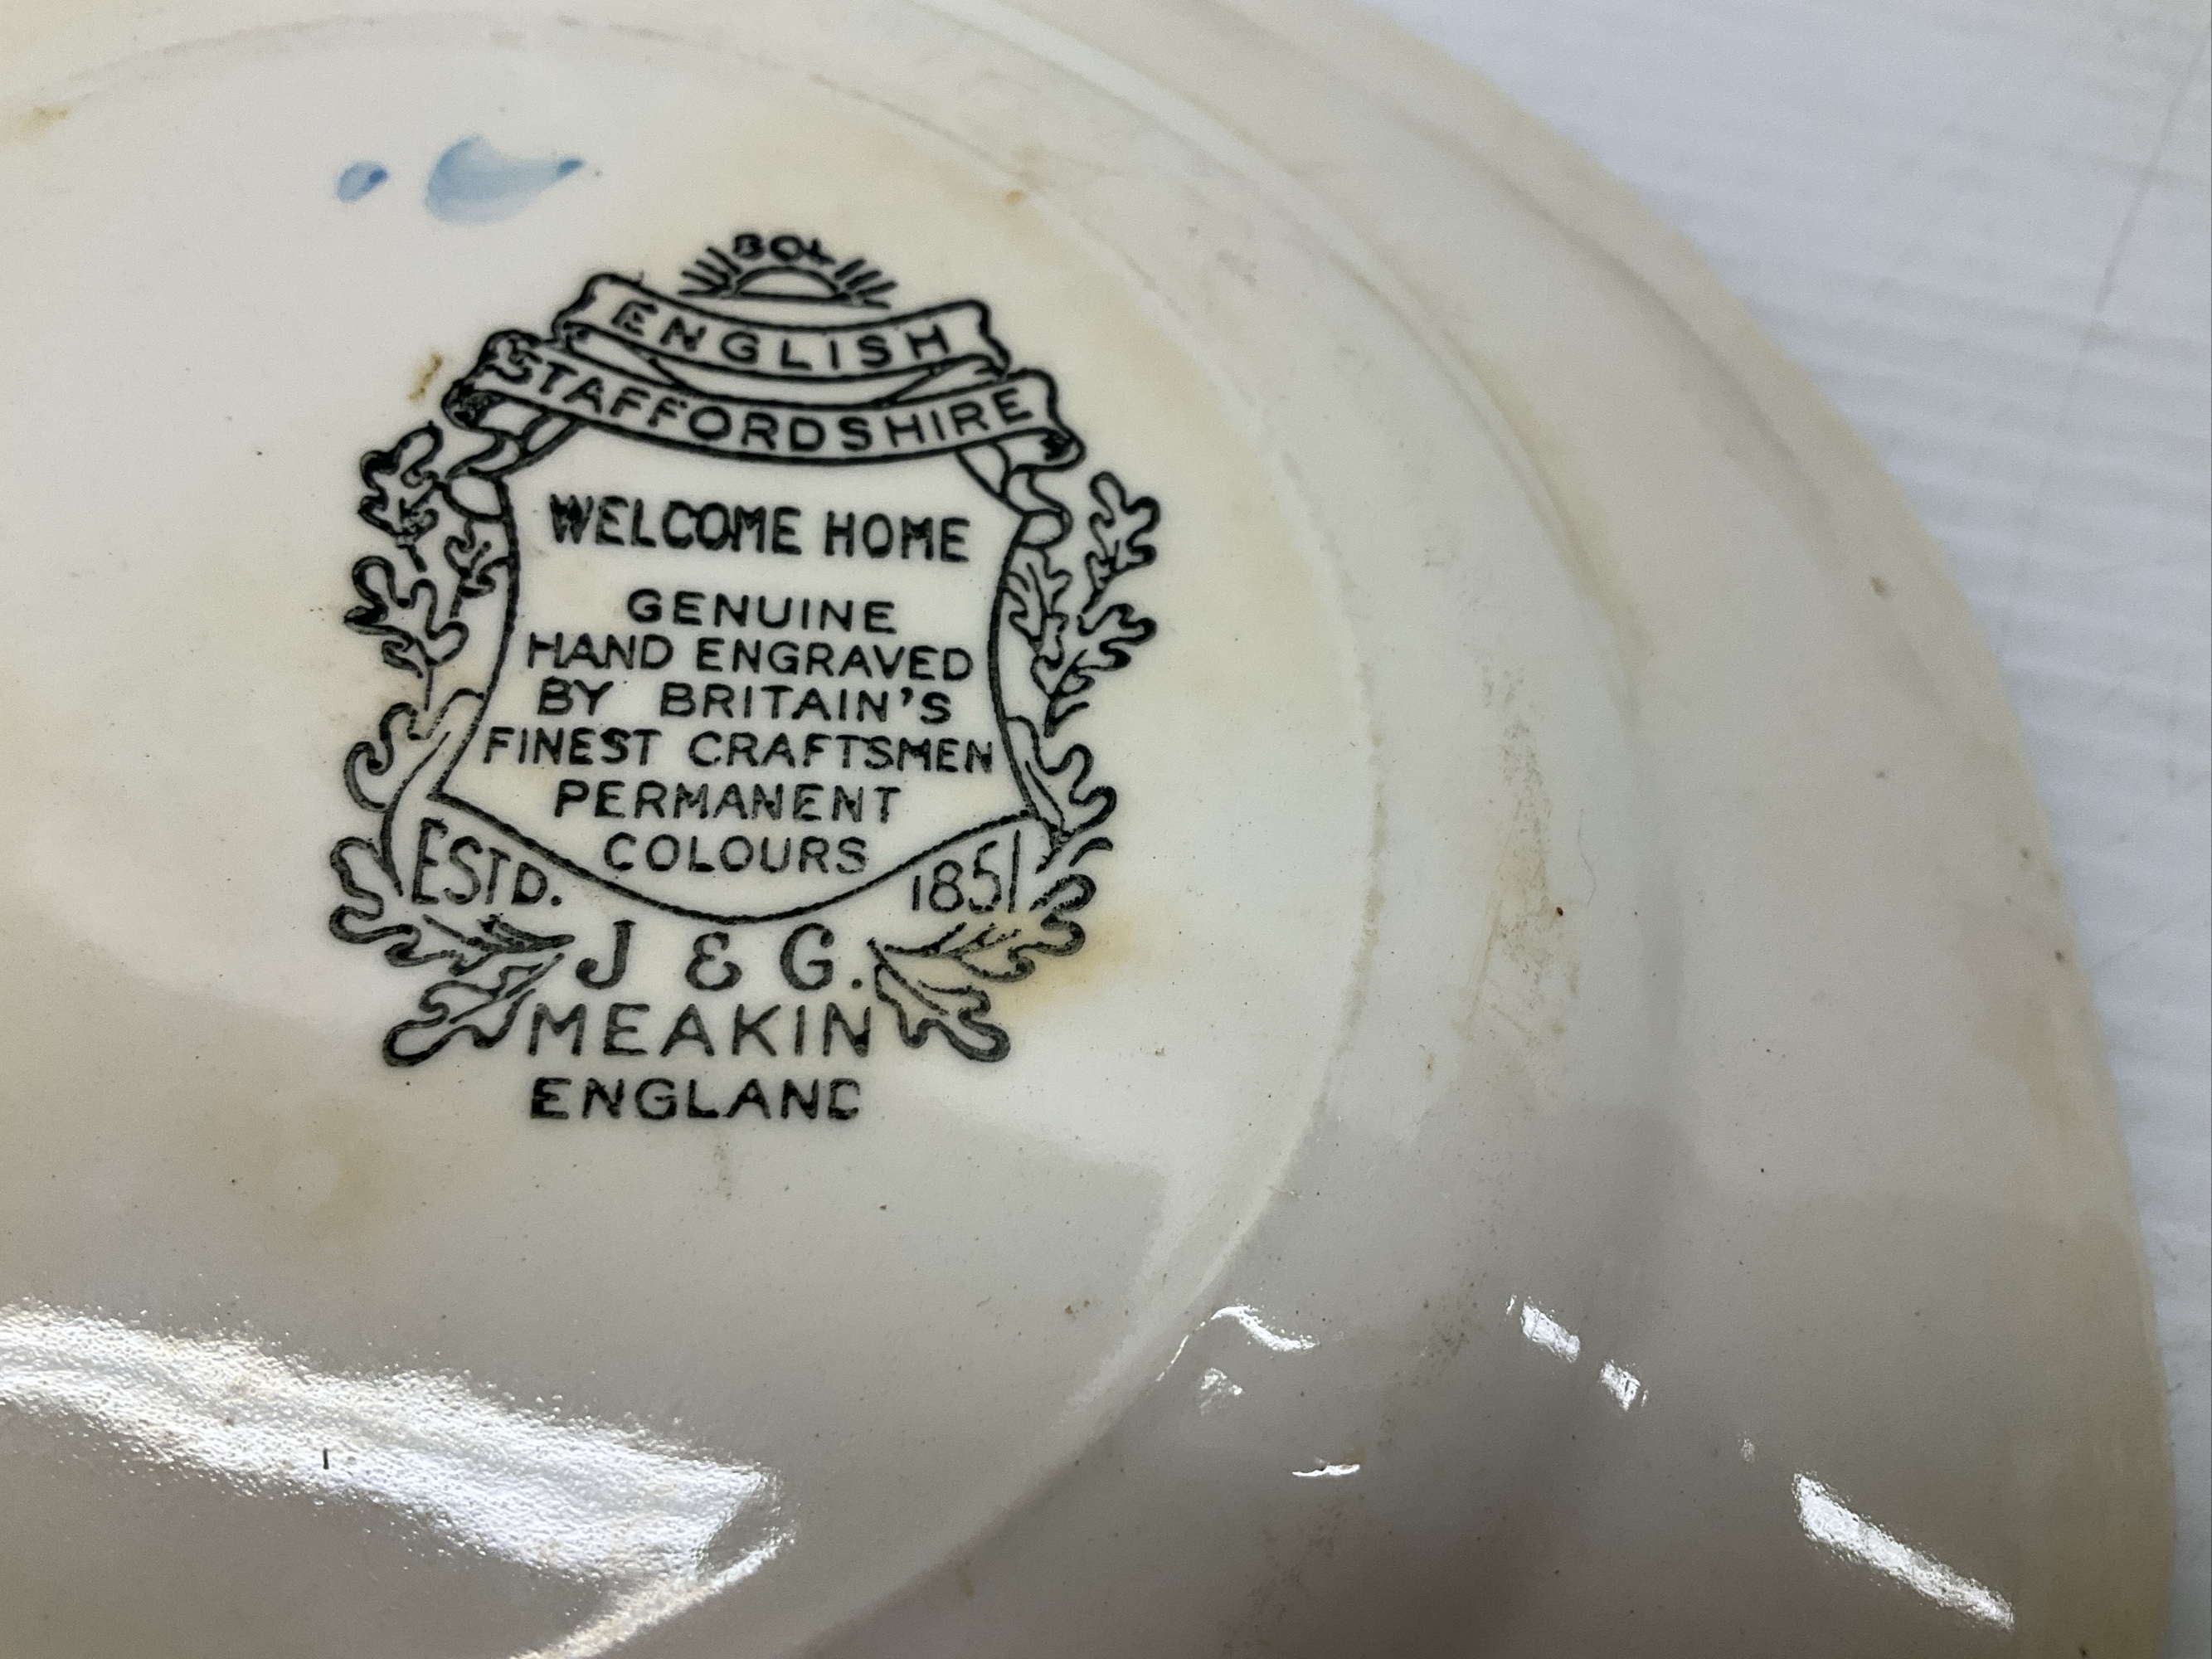 SOL
ENGLISH
STAFFORDSHIRE
WELCOME HOME
GENUINE
HAND ENGRAVED
BY BRITAIN'S
FINEST CRAFTSMEN
PERMANENT
COLOURS
ESTD. 1851
J & G.
MEAKIN
ENGLAND